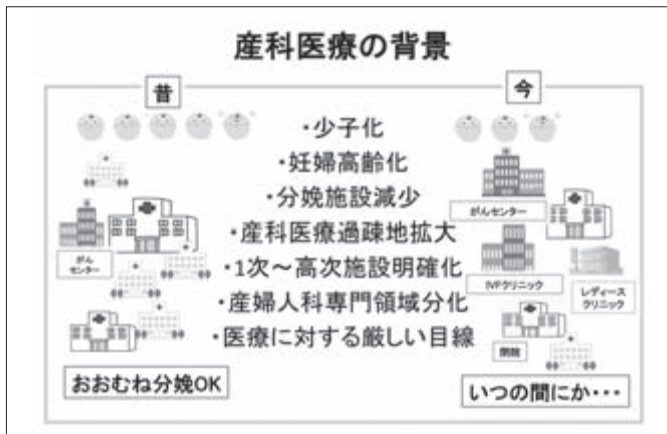 産科医療の背景
昔
今
・少子化
・妊婦高齢化
・分娩施設減少
・産科医療過疎地拡大
・1次～高次施設明確化
・産婦人科専門領域分化
・医療に対する厳しい目線
がん
センター
おおむね分娩OK
がんセンター
IVFクリニック
レディース
クリニック
閉院
いつの間にか・・・